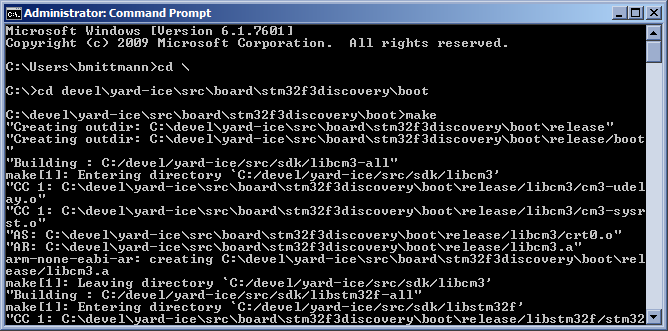 Administrator: Command Prompt
Microsoft Windows [Version 6.1.7601]
Copyright (c) 2009 Microsoft Corporation.  All rights reserved.
C:\Users\bmittmann>cd \
C:\>cd devel\yard-ice\src\board\stm32f3discovery\boot
C:\devel\yard-ice\src\board\stm32f3discovery\boot>make
"Creating outdir: C:\devel\yard-ice\src\board\stm32f3discovery\boot\release"
"Creating outdir: C:\devel\yard-ice\src\board\stm32f3discovery\boot\release/boot
"
"Building : C:/devel/yard-ice/src/sdk/libcm3-all"
make[1]: Entering directory `C:/devel/yard-ice/src/sdk/libcm3'
"CC 1: C:\devel\yard-ice\src\board\stm32f3discovery\boot\release/libcm3/cm3-udel
ay.o"
"CC 1: C:\devel\yard-ice\src\board\stm32f3discovery\boot\release/libcm3/cm3-sysr
st.o"
"AS: C:\devel\yard-ice\src\board\stm32f3discovery\boot\release/libcm3/crt0.o"
"AR: C:\devel\yard-ice\src\board\stm32f3discovery\boot\release/libcm3.a"
arm-none-eabi-ar: creating C:\devel\yard-ice\src\board\stm32f3discovery\boot\rel
ease/libcm3.a
make[1]: Leaving directory `C:/devel/yard-ice/src/sdk/libcm3'
"Building : C:/devel/yard-ice/src/sdk/libstm32f-all"
make[1]: Entering directory `C:/devel/yard-ice/src/sdk/libstm32f'
"CC 1: C:\devel\yard-ice\src\board\stm32f3discovery\boot\release/libstm32f/stm32